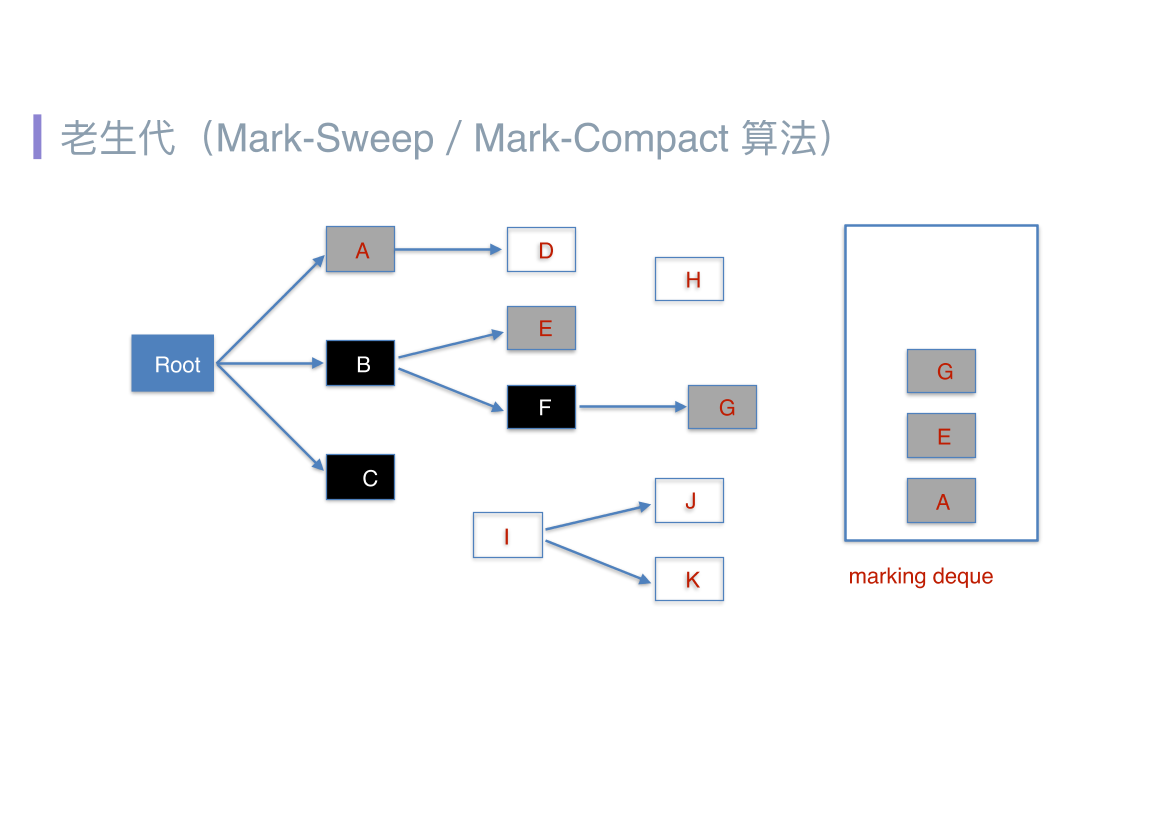 老生代（Mark-Sweep / Mark-Compact 算法）
A
D
H
E
Root
B
F
G
C
I
J
K
G
E
A
marking deque